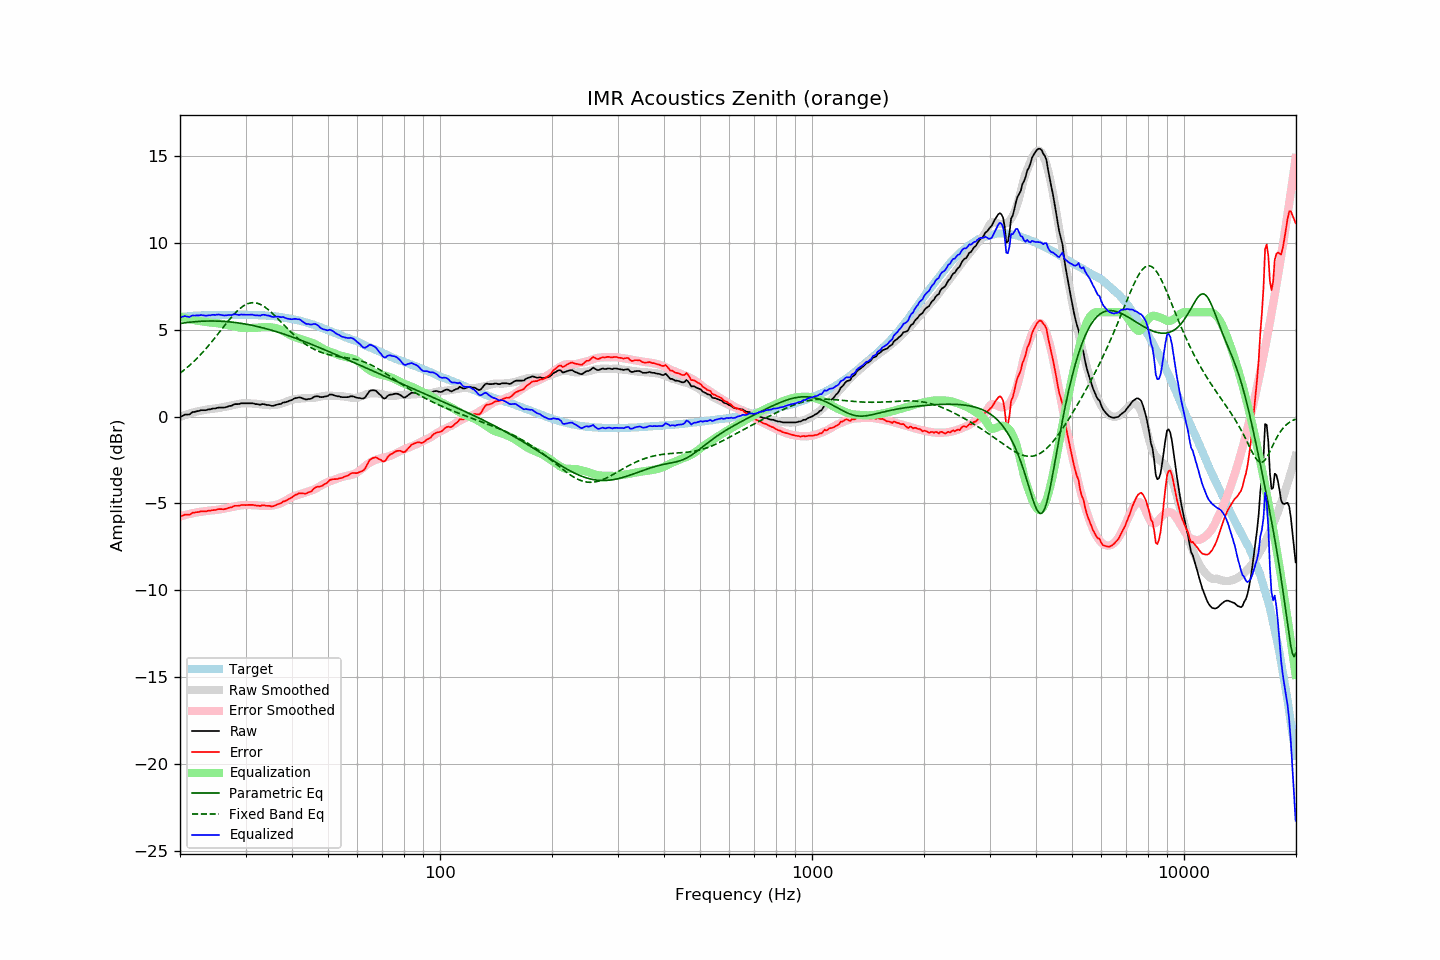 IMR Acoustics Zenith (orange)
Amplitude (dBr)
15
10
5
0
−5
−10
−15
−20
−25
Target
Raw Smoothed
Error Smoothed
Raw
Error
Equalization
Parametric Eq
Fixed Band Eq
Equalized
100
1000
10000
Frequency (Hz)